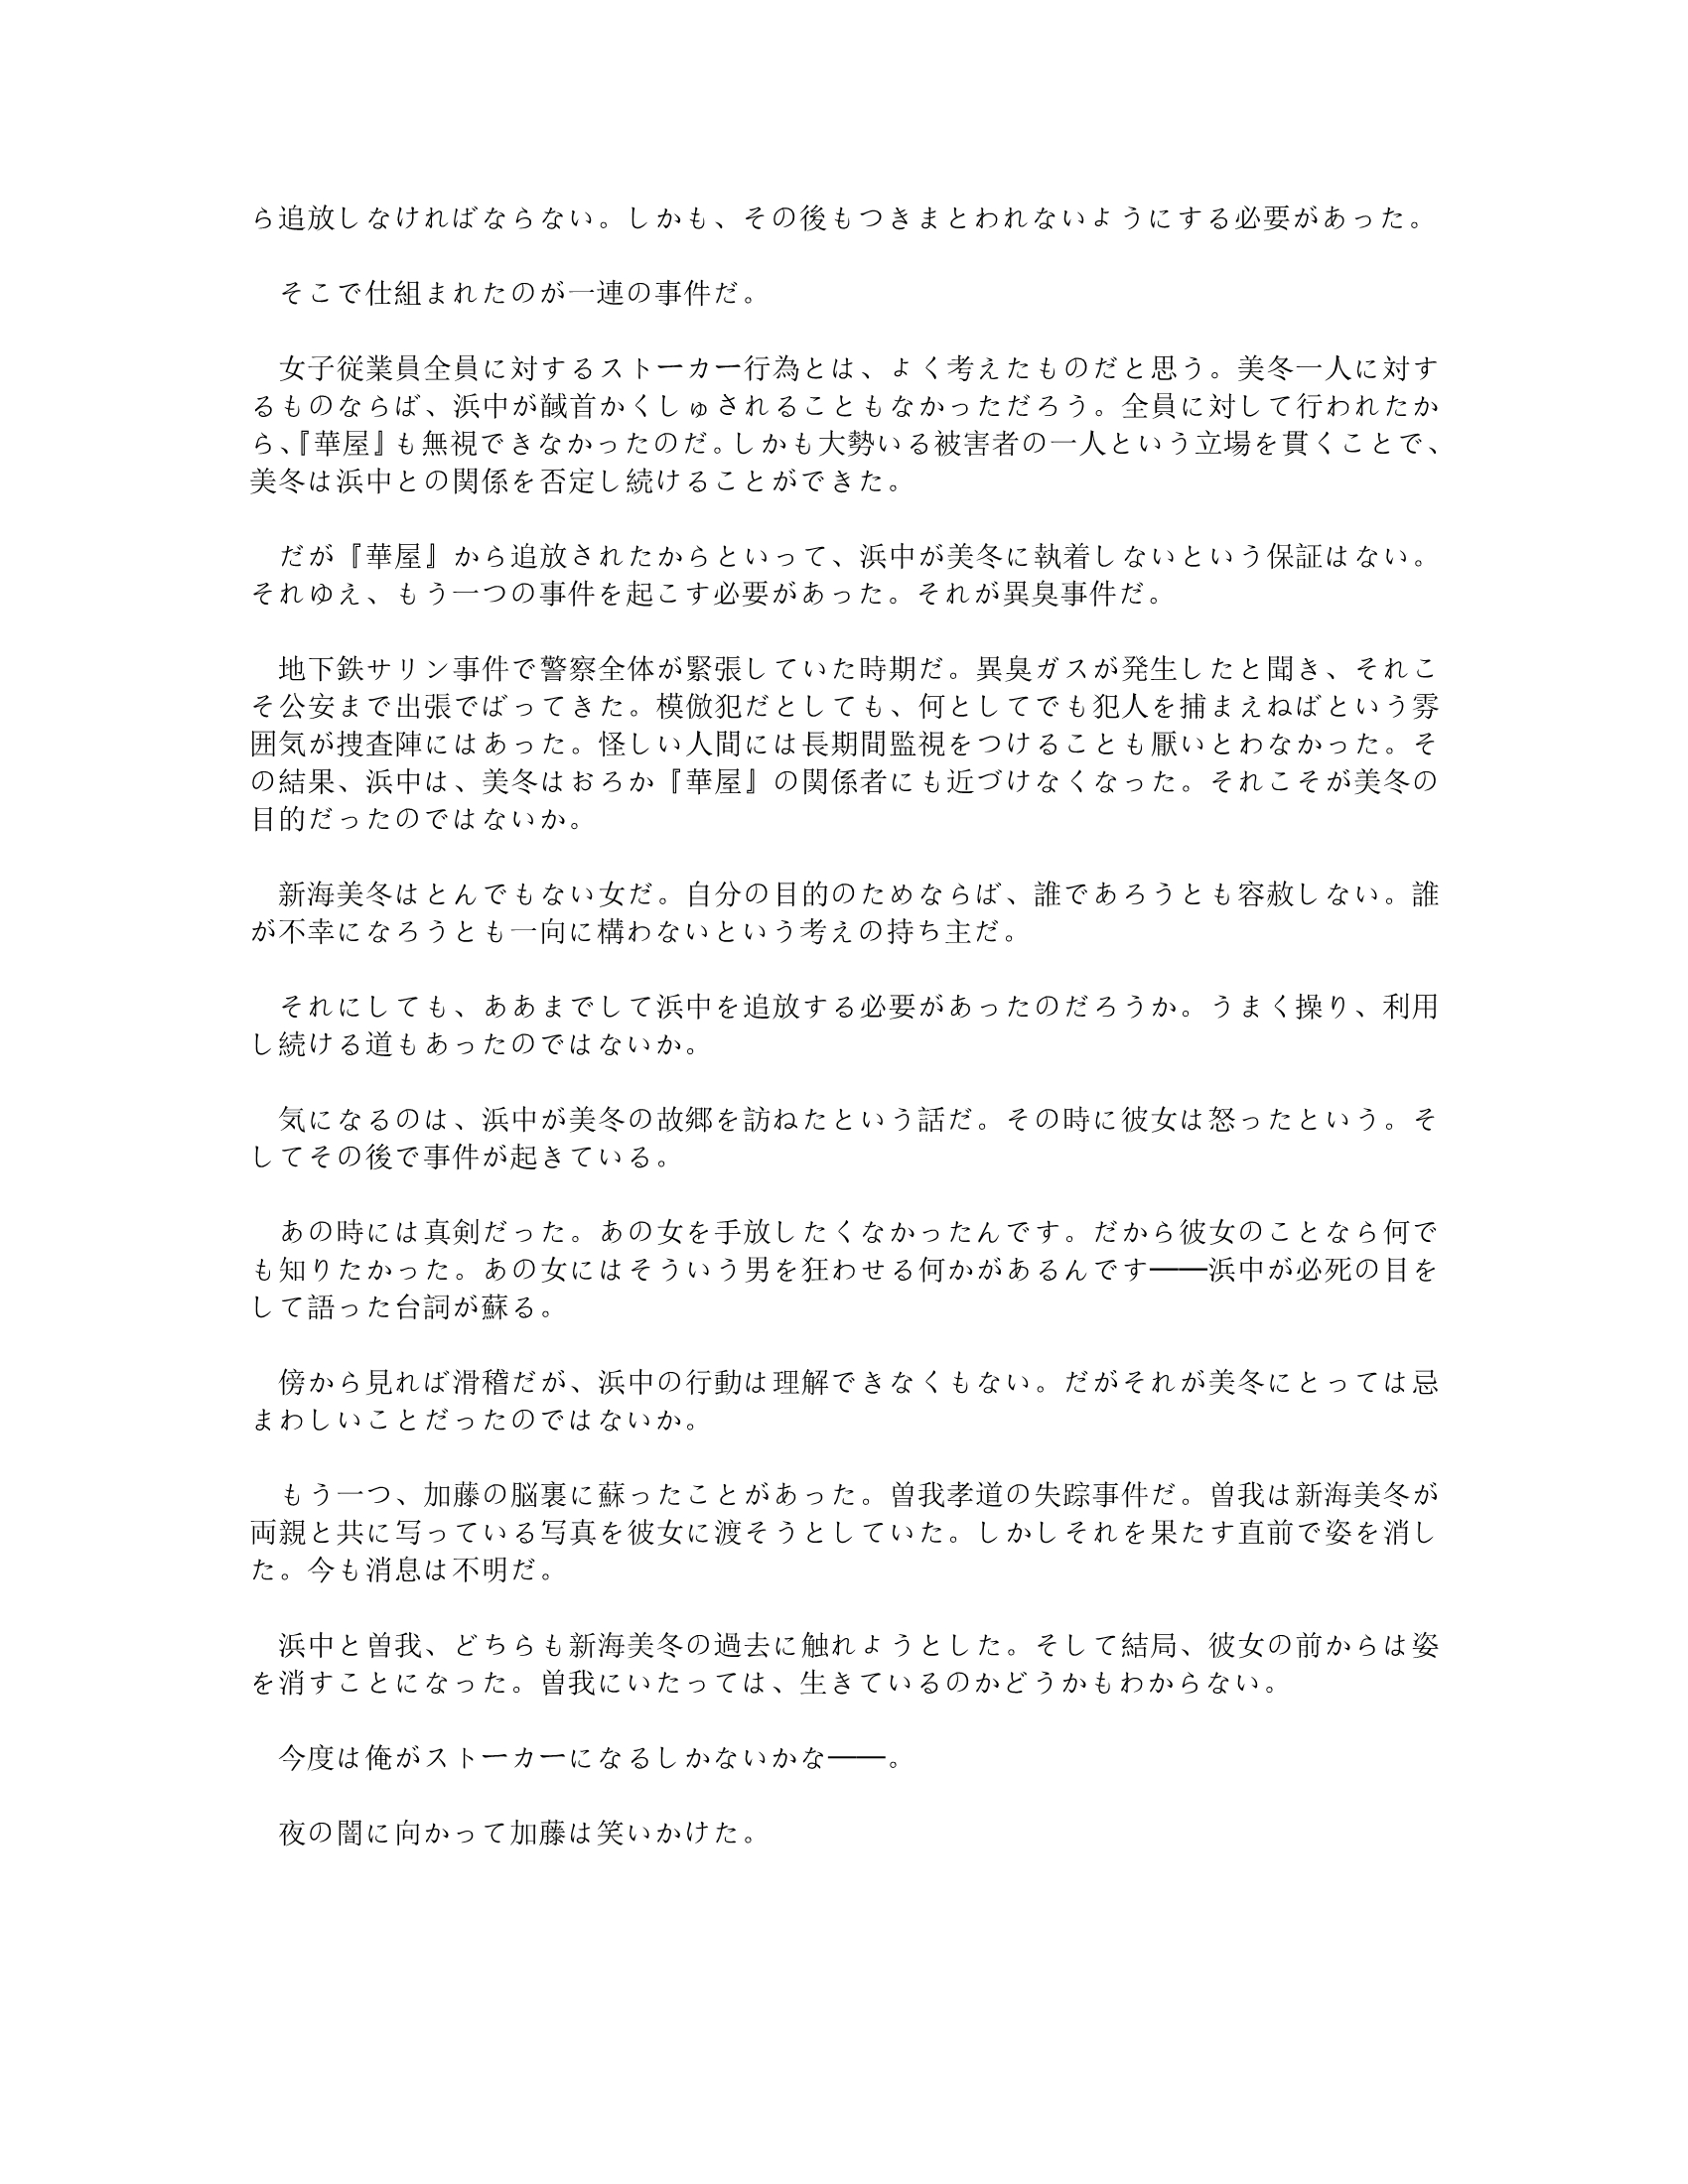 ら追放しなければならない。しかも、その後もつきまとわれないようにする必要があった。
　そこで仕組まれたのが一連の事件だ。
　女子従業員全員に対するストーカー行為とは、よく考えたものだと思う。美冬一人に対す
るものならば、浜中が馘首かくしゅされることもなかっただろう。全員に対して行われたか
ら、『華屋』も無視できなかったのだ。しかも大勢いる被害者の一人という立場を貫くことで、
美冬は浜中との関係を否定し続けることができた。
　だが『華屋』から追放されたからといって、浜中が美冬に執着しないという保証はない。
それゆえ、もう一つの事件を起こす必要があった。それが異臭事件だ。
　地下鉄サリン事件で警察全体が緊張していた時期だ。異臭ガスが発生したと聞き、それこ
そ公安まで出張でばってきた。模倣犯だとしても、何としてでも犯人を捕まえねばという雰
囲気が捜査陣にはあった。怪しい人間には長期間監視をつけることも厭いとわなかった。そ
の結果、浜中は、美冬はおろか『華屋』の関係者にも近づけなくなった。それこそが美冬の
目的だったのではないか。
　新海美冬はとんでもない女だ。自分の目的のためならば、誰であろうとも容赦しない。誰
が不幸になろうとも一向に構わないという考えの持ち主だ。
　それにしても、ああまでして浜中を追放する必要があったのだろうか。うまく操り、利用
し続ける道もあったのではないか。
　気になるのは、浜中が美冬の故郷を訪ねたという話だ。その時に彼女は怒ったという。そ
してその後で事件が起きている。
　あの時には真剣だった。あの女を手放したくなかったんです。だから彼女のことなら何で
も知りたかった。あの女にはそういう男を狂わせる何かがあるんです━━浜中が必死の目を
して語った台詞が蘇る。
　傍から見れば滑稽だが、浜中の行動は理解できなくもない。だがそれが美冬にとっては忌
まわしいことだったのではないか。
　もう一つ、加藤の脳裏に蘇ったことがあった。曽我孝道の失踪事件だ。曽我は新海美冬が
両親と共に写っている写真を彼女に渡そうとしていた。しかしそれを果たす直前で姿を消し
た。今も消息は不明だ。
　浜中と曽我、どちらも新海美冬の過去に触れようとした。そして結局、彼女の前からは姿
を消すことになった。曽我にいたっては、生きているのかどうかもわからない。
　今度は俺がストーカーになるしかないかな━━。
　夜の闇に向かって加藤は笑いかけた。